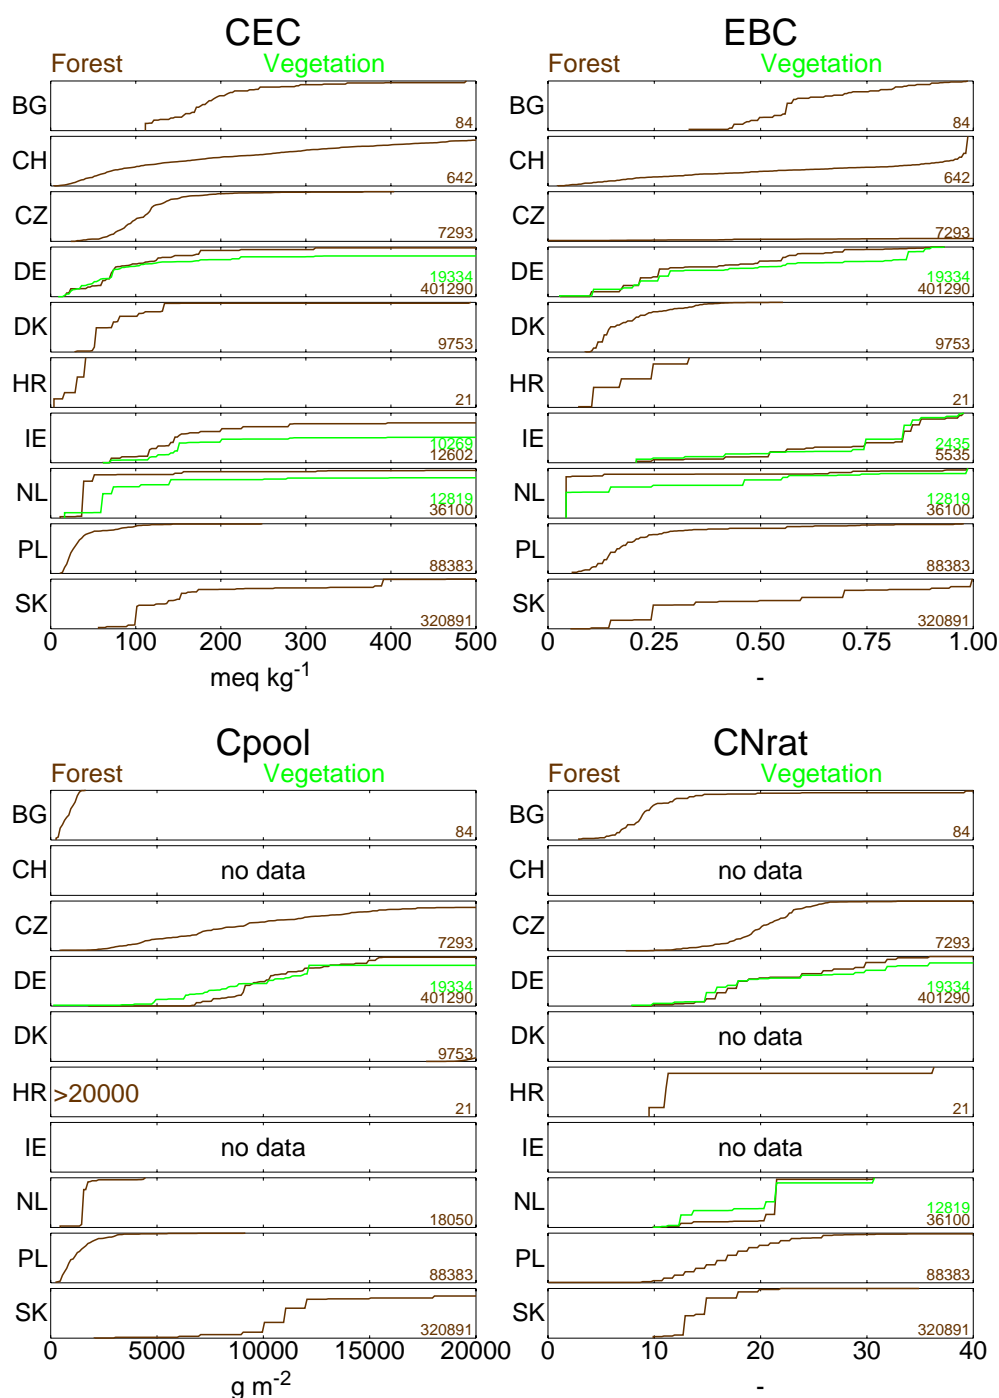 CEC
Forest Vegetation
BG 84
CH 642
CZ 7293
DE 19334
401290
DK 9753
HR 21
IE 10269
12602
NL 12819
36100
PL 88383
SK 320891
0 100 200 300 400 500
meq kg-1
EBC
Forest Vegetation
BG 84
CH 642
CZ 7293
DE 19334
401290
DK 9753
HR 21
IE 2435
5535
NL 12819
36100
PL 88383
SK 320891
0 0.25 0.50 0.75 1.00
-
Cpool
Forest Vegetation
BG 84
CH no data
CZ 7293
DE 19334
401290
DK 9753
HR >20000 21
IE no data
NL 18050
PL 88383
SK 320891
0 5000 10000 15000 20000
g m-2
CNrat
Forest Vegetation
BG 84
CH no data
CZ 7293
DE 19334
401290
DK no data
HR 21
IE no data
NL 12819
36100
PL 88383
SK 320891
0 10 20 30 40
-